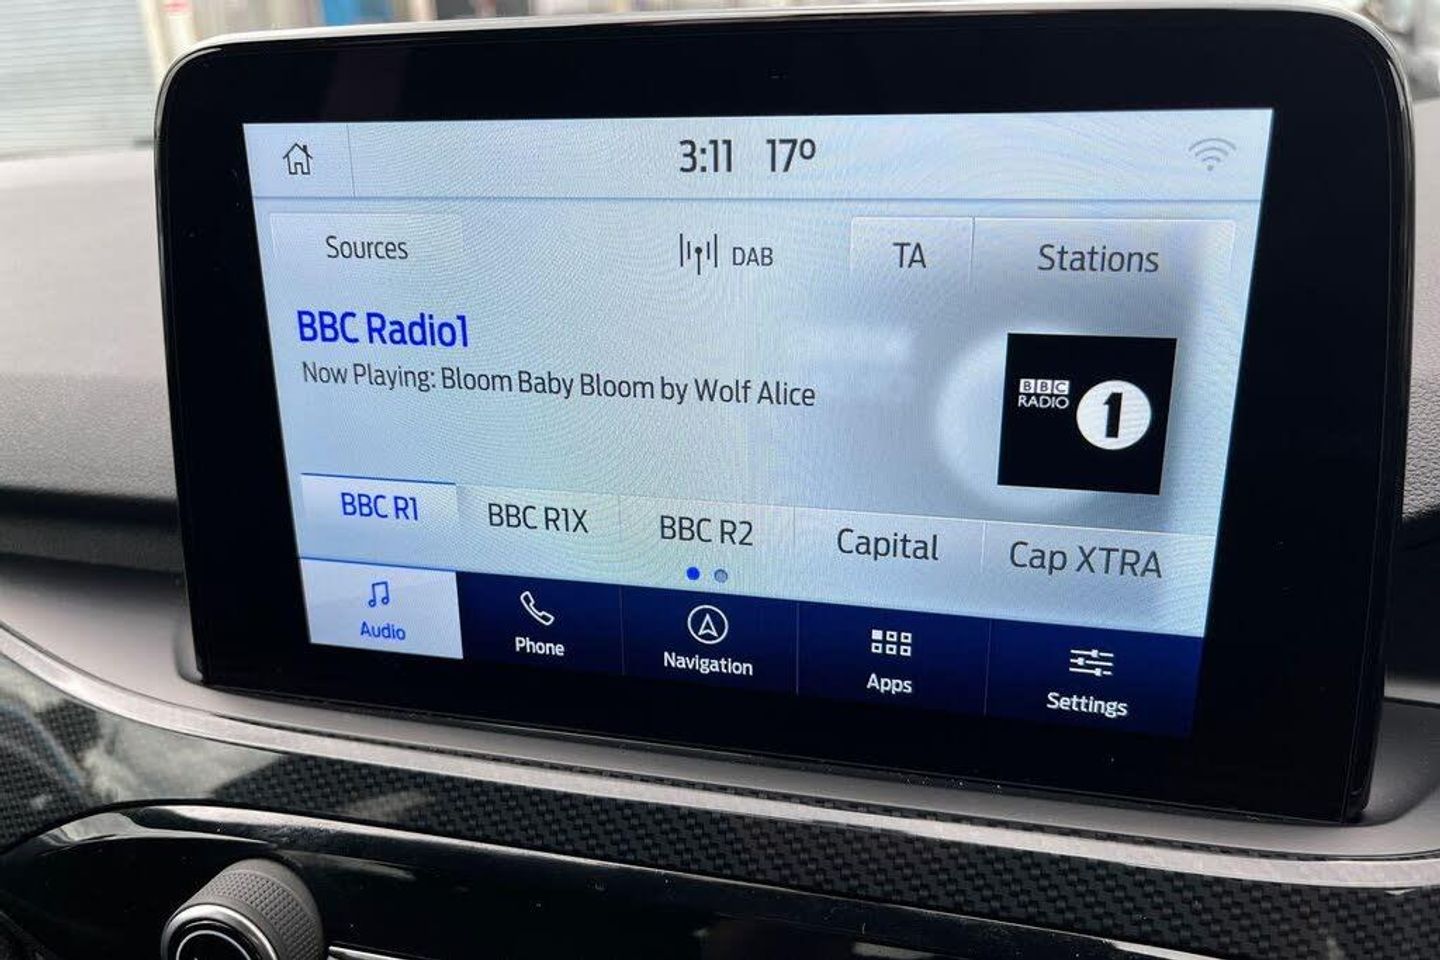 3:11 17º
Sources
DAB
TA
Stations
BBC Radio1
Now Playing: Bloom Baby Bloom by Wolf Alice
BBC
RADIO
1
BBC R1
BBC R1X
BBC R2
Capital
Cap XTRA
Audio
Phone
Navigation
Apps
Settings